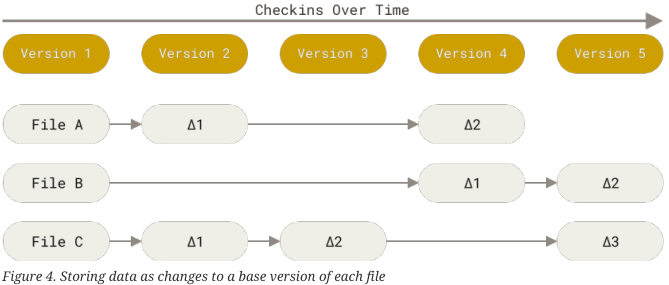 Checkins Over Time
Version 1 Version 2 Version 3 Version 4 Version 5
File A Δ1 Δ2
File B Δ1 Δ2
File C Δ1 Δ2 Δ3
Figure 4. Storing data as changes to a base version of each file